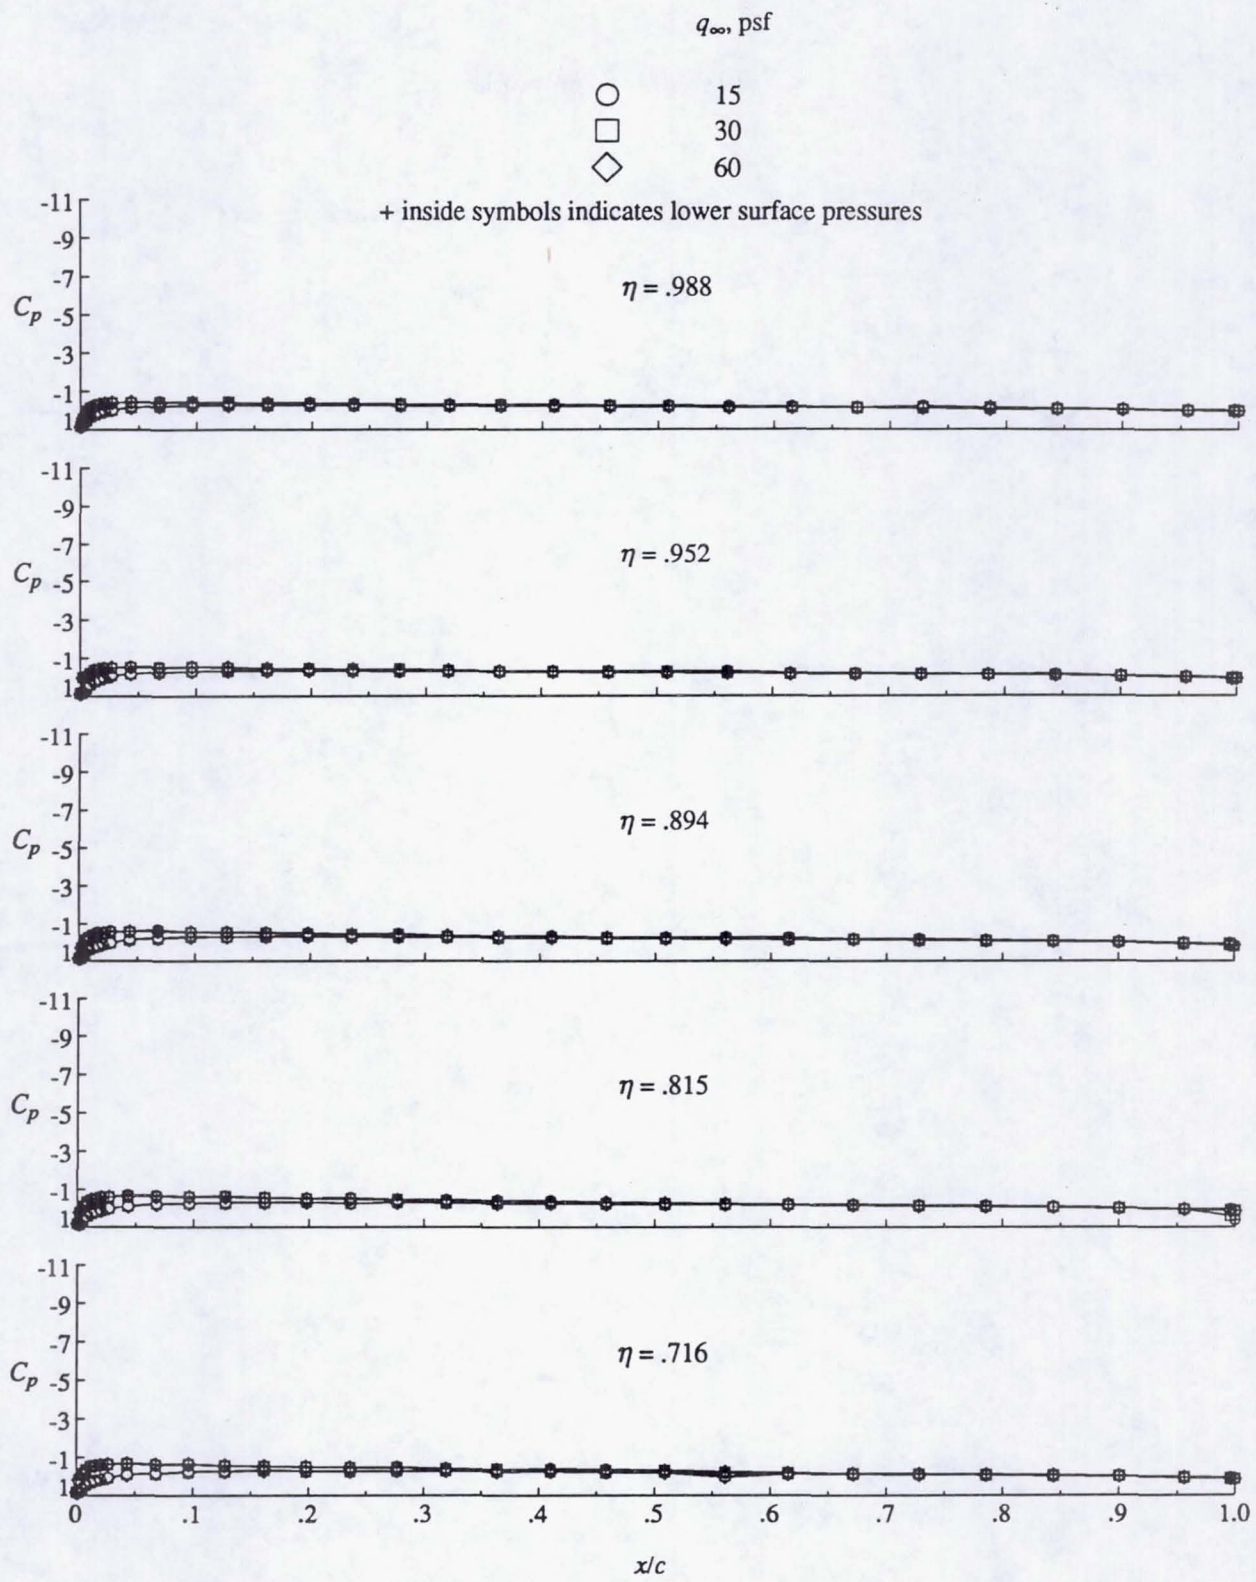 q∞, psf
15
30
60
+ inside symbols indicates lower surface pressures
-11
-9
-7
Cp -5
-3
-1
1
η = .988
-11
-9
-7
Cp -5
-3
-1
1
η = .952
-11
-9
-7
Cp -5
-3
-1
1
η = .894
-11
-9
-7
Cp -5
-3
-1
1
η = .815
-11
-9
-7
Cp -5
-3
-1
1
η = .716
0 .1 .2 .3 .4 .5 .6 .7 .8 .9 1.0
x/c